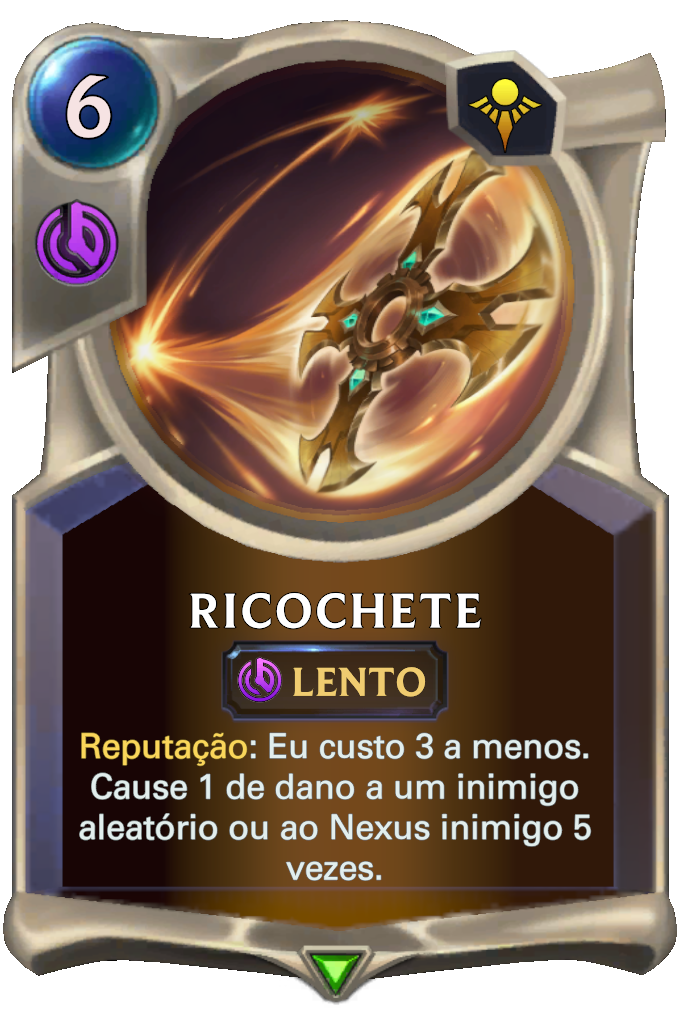 6
RICOCHETE
LENTO
Reputação: Eu custo 3 a menos.
Cause 1 de dano a um inimigo
aleatório ou ao Nexus inimigo 5
vezes.